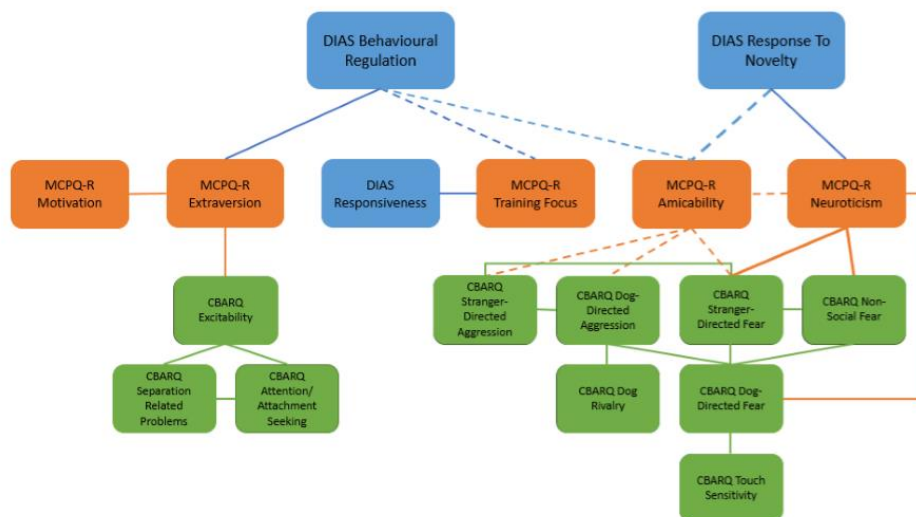 DIAS Behavioural
Regulation
DIAS Response To
Novelty
MCPQ-R
Motivation
MCPQ-R
Extraversion
DIAS
Responsiveness
MCPQ-R
Training Focus
MCPQ-R
Amicability
MCPQ-R
Neuroticism
CBARQ
Excitability
CBARQ
Stranger-
Directed
Aggression
CBARQ Dog-
Directed
Aggression
CBARQ
Stranger-
Directed Fear
CBARQ Non-
Social Fear
CBARQ
Separation
Related
Problems
CBARQ
Attention/
Attachment
Seeking
CBARQ Dog
Rivalry
CBARQ Dog-
Directed Fear
CBARQ Touch
Sensitivity